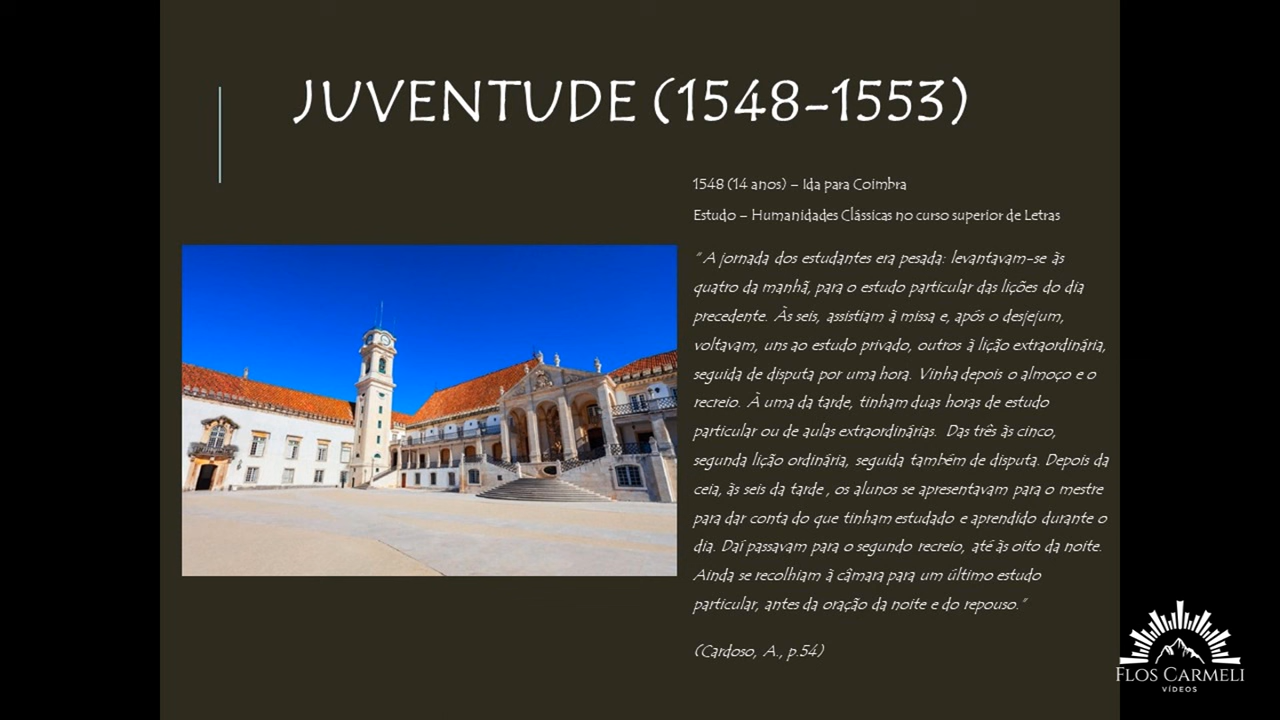 JUVENTUDE (1548-1553)
1548 (14 anos) – Ida para Coimbra
Estudo – Humanidades Clássicas no curso superior de Letras
“ A jornada dos estudantes era pesada: levantavam-se às
quatro da manhã, para o estudo particular das lições do dia
precedente. Às seis, assistiam à missa e, após o desjejum,
voltavam, uns ao estudo privado, outros à lição extraordinária,
seguida de disputa por uma hora. Vinha depois o almoço e o
recreio. À uma da tarde, tinham duas horas de estudo
particular ou de aulas extraordinárias. Das três às cinco,
segunda lição ordinária, seguida também de disputa. Depois da
ceia, às seis da tarde , os alunos se apresentavam para o mestre
para dar conta do que tinham estudado e aprendido durante o
dia. Daí passavam para o segundo recreio, até às oito da noite.
Ainda se recolhiam à câmara para um último estudo
particular, antes da oração da noite e do repouso.”
(Cardoso, A., p.54)
FLOS CARMELI
VÍDEOS